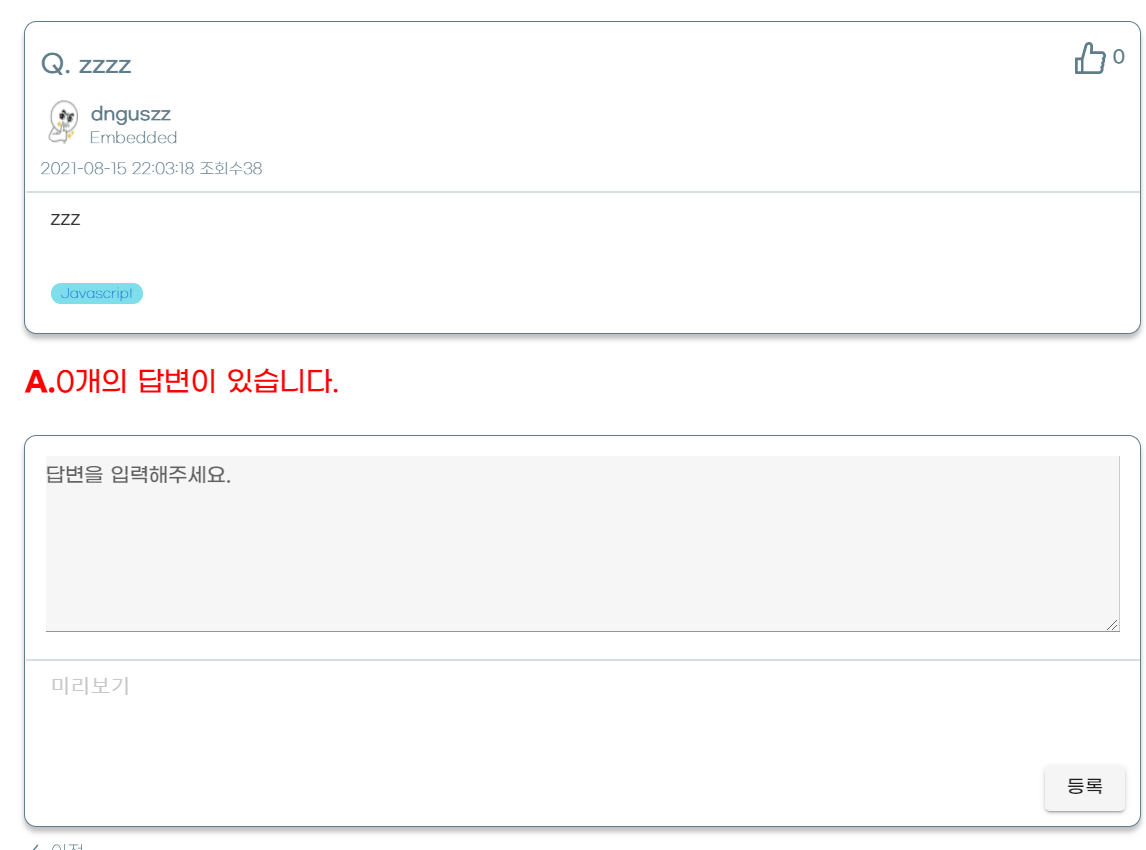 Q. zzzz
0
dnguszz
Embedded
2021-08-15 22:03:18 조회수38
zzz
Javascript
A.0개의 답변이 있습니다.
답변을 입력해주세요.
미리보기
등록
이전